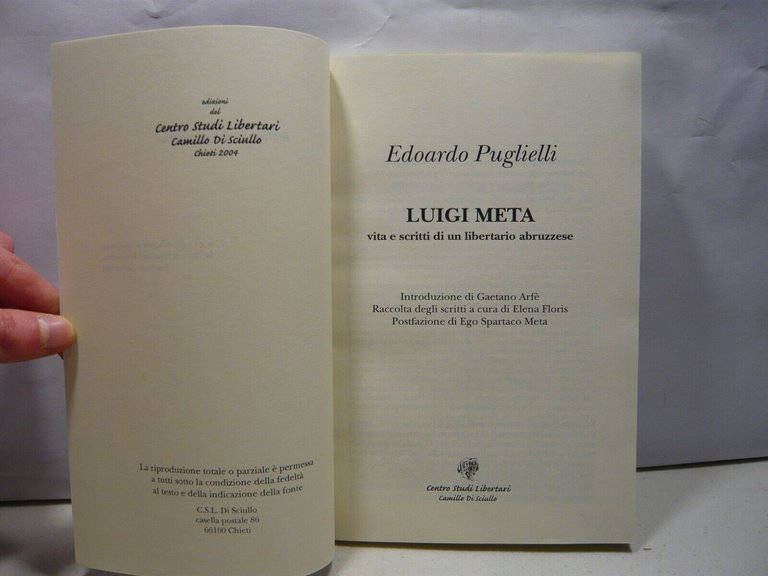 edizioni
del
Centro Studi Libertari
Camillo Di Sciullo
Chieti 2004
La riproduzione totale o parziale è permessa
a tutti sotto la condizione della fedeltà
al testo e della indicazione della fonte
C.S.L. Di Sciullo
casella postale 86
66100 Chieti
Edoardo Puglielli
LUIGI META
vita e scritti di un libertario abruzzese
Introduzione di Gaetano Arfè
Raccolta degli scritti a cura di Elena Floris
Postfazione di Ego Spartaco Meta
Centro Studi Libertari
Camillo Di Sciullo